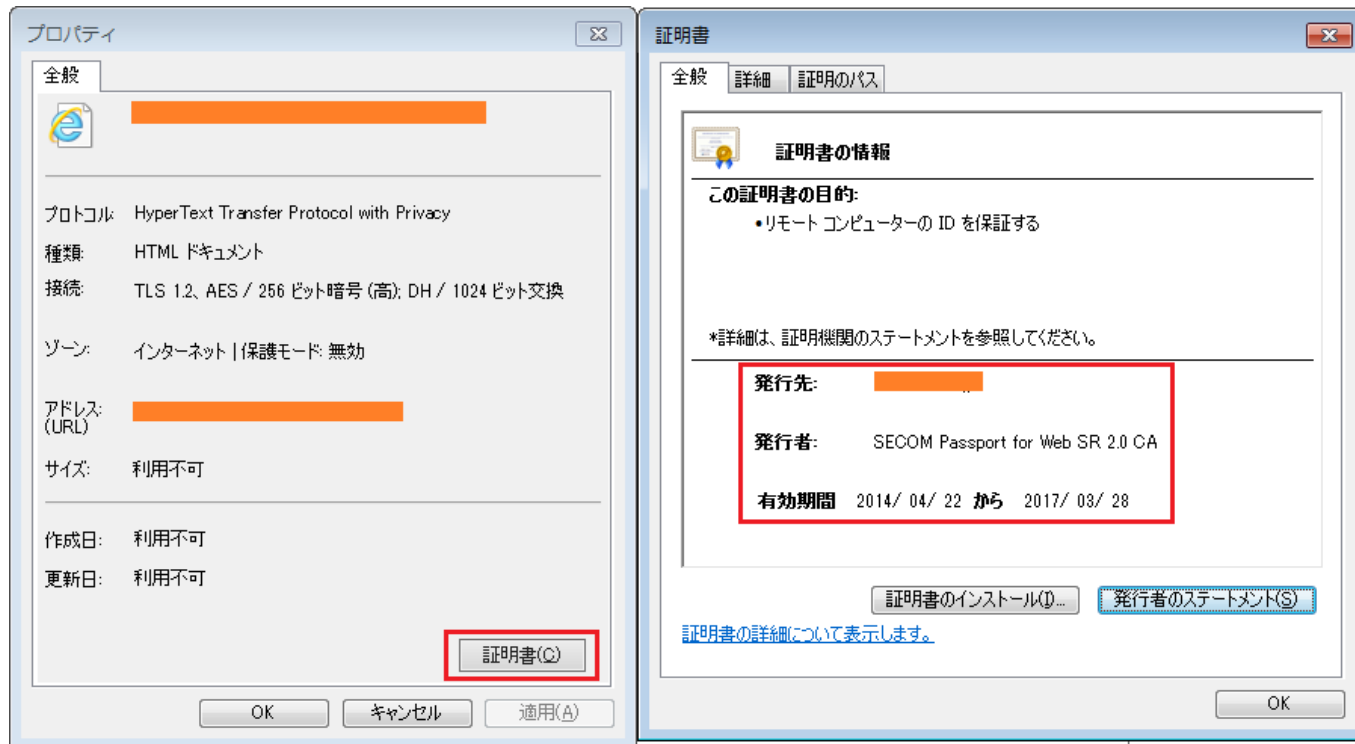 プロパティ
全般
プロトコル: HyperText Transfer Protocol with Privacy
種類: HTML ドキュメント
接続: TLS 1.2、AES / 256 ビット暗号 (高); DH / 1024 ビット交換
ゾーン: インターネット | 保護モード: 無効
アドレス:
(URL)
サイズ: 利用不可
作成日: 利用不可
更新日: 利用不可
証明書(C)
OK キャンセル 適用(A)
証明書
全般 詳細 証明のパス
証明書の情報
この証明書の目的:
•リモート コンピューターの ID を保証する
*詳細は、証明機関のステートメントを参照してください。
発行先:
発行者: SECOM Passport for Web SR 2.0 CA
有効期間 2014/ 04/ 22 から 2017/ 03/ 28
証明書のインストール(I)... 発行者のステートメント(S)
証明書の詳細について表示します。
OK